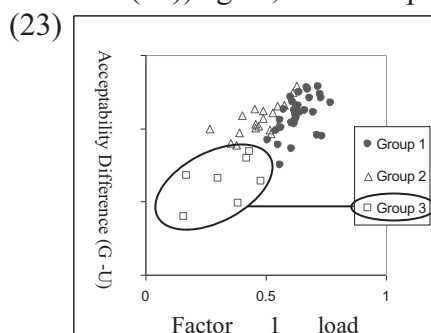 (23)
Acceptability Difference (G -U)
Group 1
Group 2
Group 3
0
0.5
1
Factor 1 load